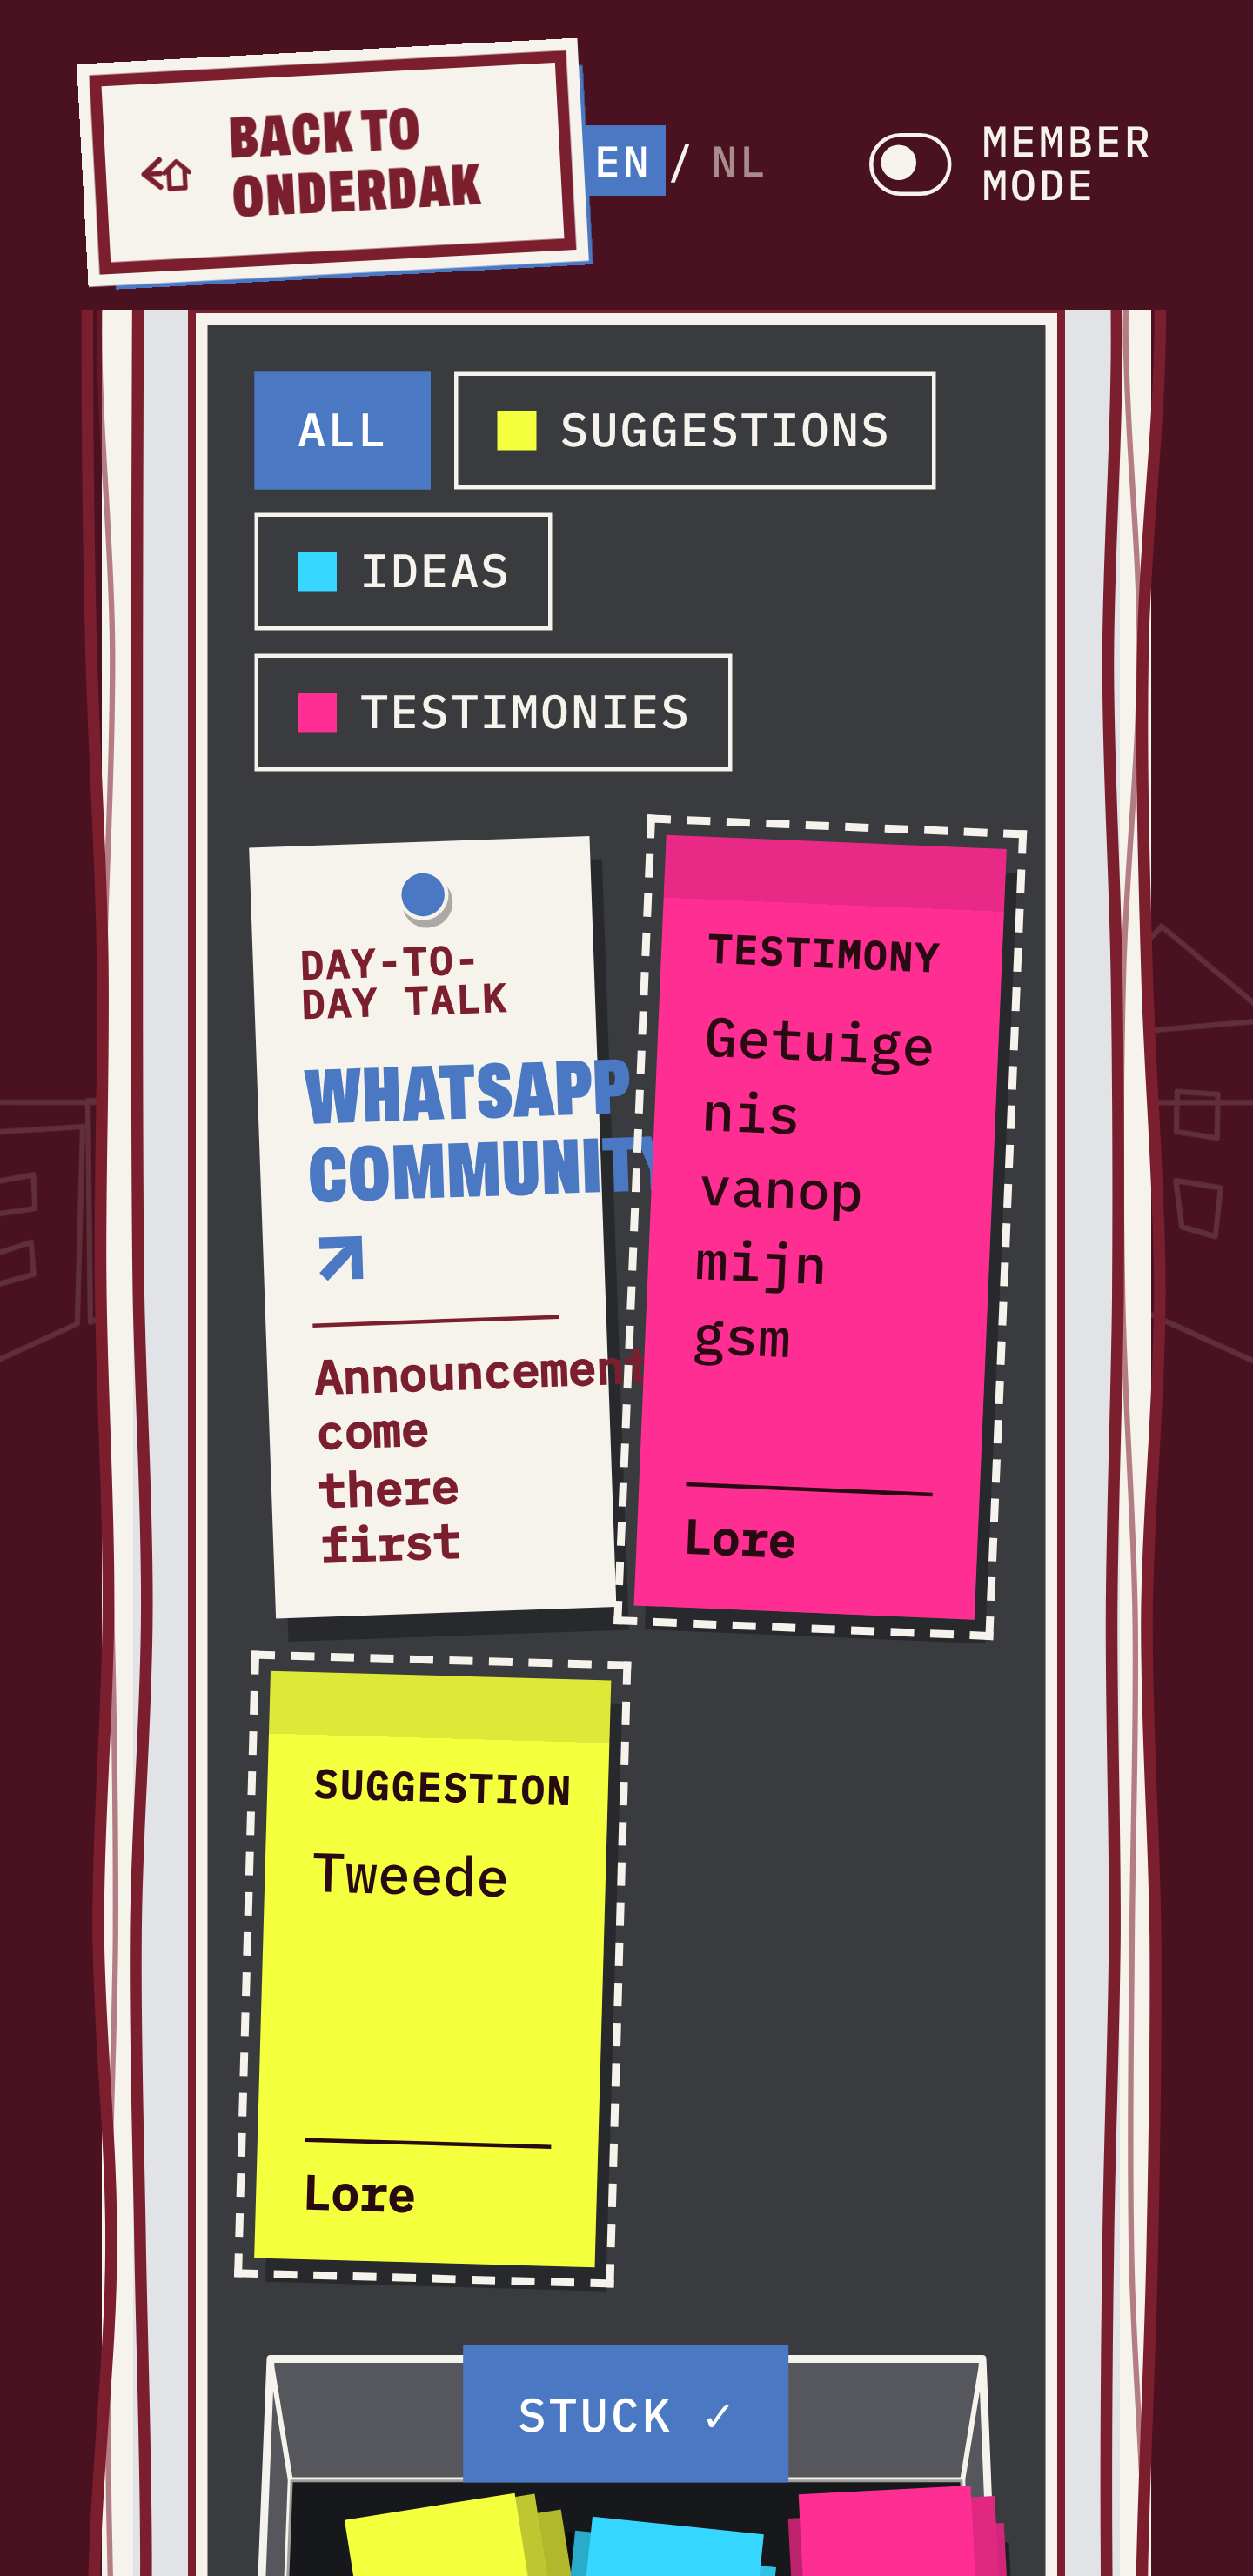 BACK TO
ONDERDAK
EN / NL
MEMBER
MODE
ALL
SUGGESTIONS
IDEAS
TESTIMONIES
DAY-TO-
DAY TALK
WHATSAPP
COMMUNITY
Announcement
come
there
first
TESTIMONY
Getuige
nis
vanop
mijn
gsm
Lore
SUGGESTION
Tweede
Lore
STUCK ✓